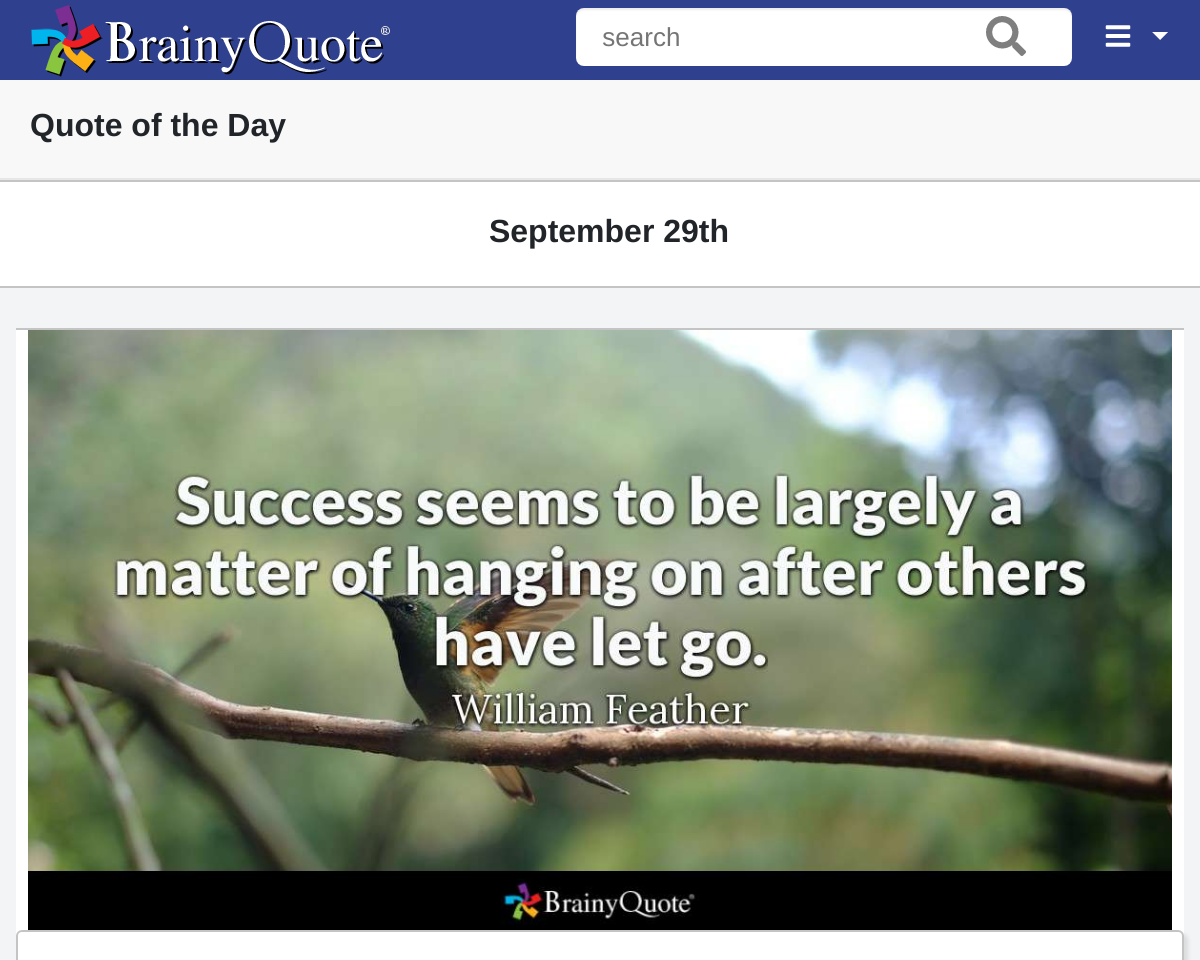 BrainyQuote®
search
Quote of the Day
September 29th
Success seems to be largely a
matter of hanging on after others
have let go.
William Feather
BrainyQuote®